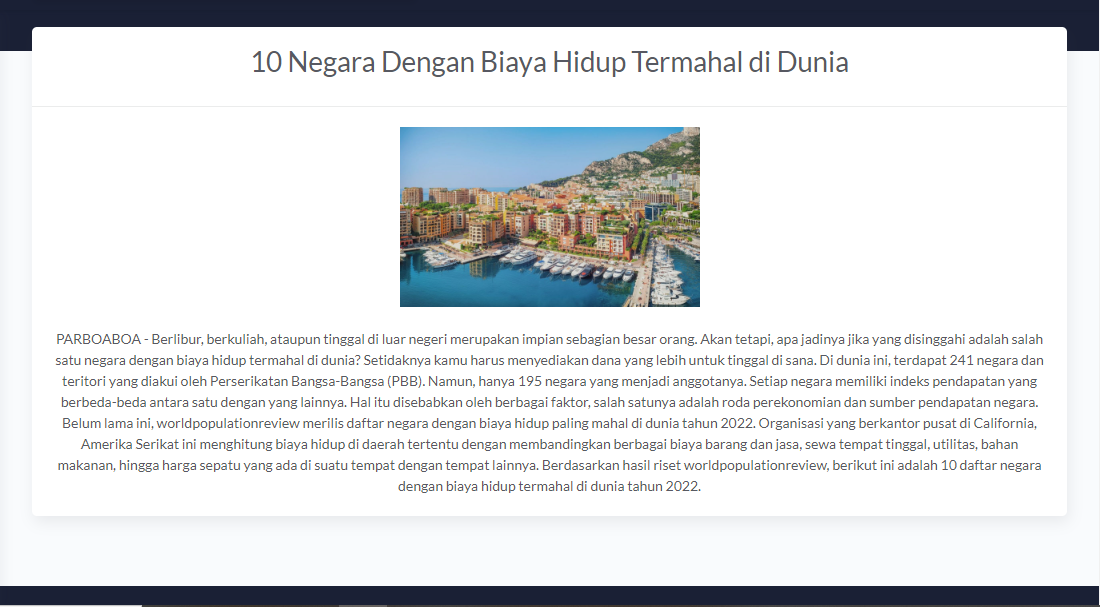 10 Negara Dengan Biaya Hidup Termahal di Dunia
PARBOABOA - Berlibur, berkuliah, ataupun tinggal di luar negeri merupakan impian sebagian besar orang. Akan tetapi, apa jadinya jika yang disinggahi adalah salah
satu negara dengan biaya hidup termahal di dunia? Setidaknya kamu harus menyediakan dana yang lebih untuk tinggal di sana. Di dunia ini, terdapat 241 negara dan
teritori yang diakui oleh Perserikatan Bangsa-Bangsa (PBB). Namun, hanya 195 negara yang menjadi anggotanya. Setiap negara memiliki indeks pendapatan yang
berbeda-beda antara satu dengan yang lainnya. Hal itu disebabkan oleh berbagai faktor, salah satunya adalah roda perekonomian dan sumber pendapatan negara.
Belum lama ini, worldpopulationreview merilis daftar negara dengan biaya hidup paling mahal di dunia tahun 2022. Organisasi yang berkantor pusat di California,
Amerika Serikat ini menghitung biaya hidup di daerah tertentu dengan membandingkan berbagai biaya barang dan jasa, sewa tempat tinggal, utilitas, bahan
makanan, hingga harga sepatu yang ada di suatu tempat dengan tempat lainnya. Berdasarkan hasil riset worldpopulationreview, berikut ini adalah 10 daftar negara
dengan biaya hidup termahal di dunia tahun 2022.